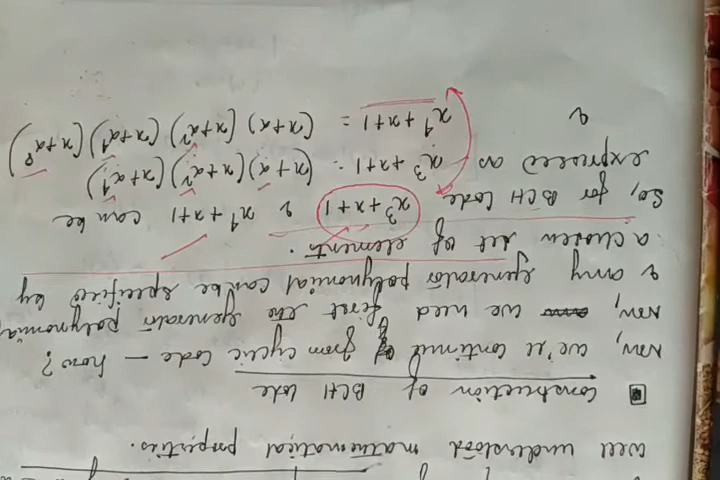 well understood mathematical properties.
Construction of BCH Code
Now, we'll continue from cyclic code — how?
Now, we need first the generator polynomial
& any generator polynomial can be specified by
a chosen set of elements.
So, for BCH Code x³+x+1 & x⁴+x+1 can be
expressed as x³+x+1 = (x+α)(x+α²)(x+α⁴)
& x⁴+x+1 = (x+α)(x+α²)(x+α⁴)(x+α⁸)